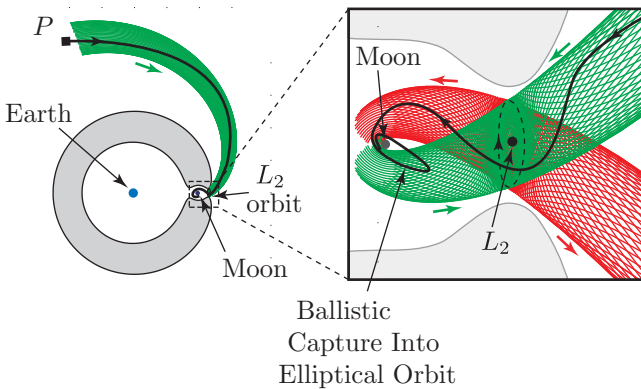 P
Earth
L2
orbit
Moon
Moon
L2
Ballistic
Capture Into
Elliptical Orbit